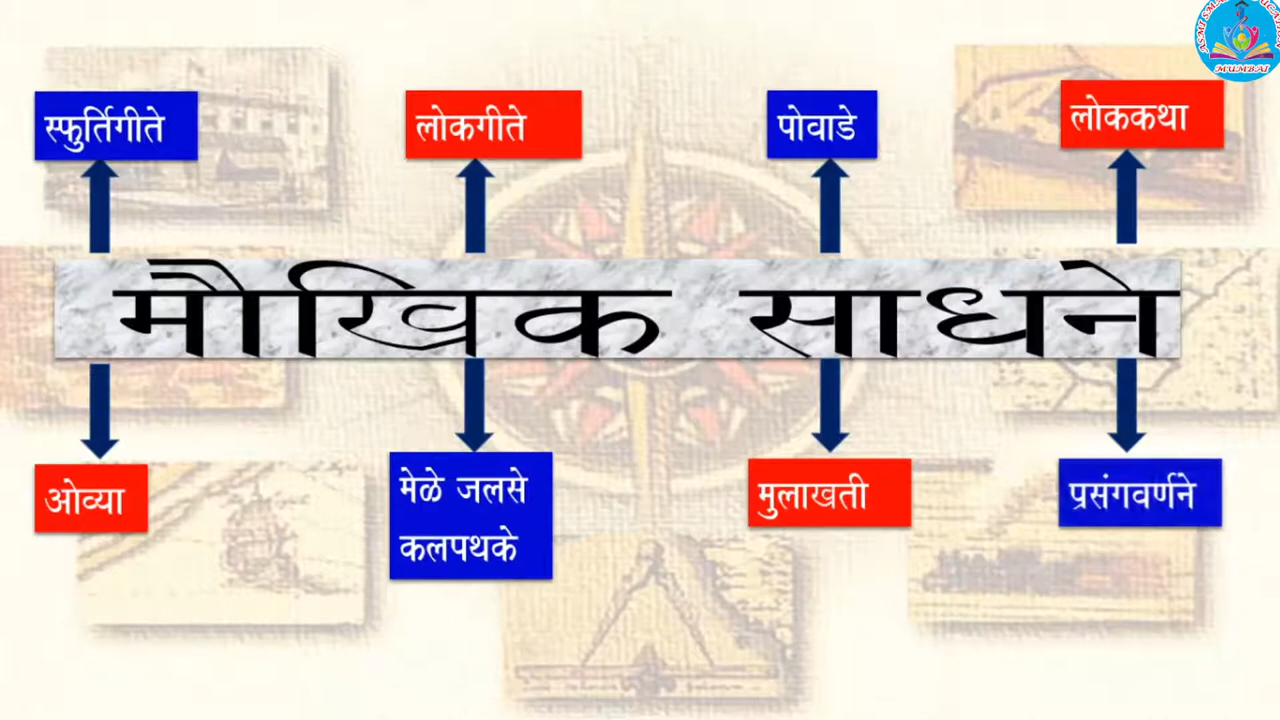 स्फुर्तिगीते
लोकगीते
पोवाडे
लोककथा
मौखिक साधने
ओव्या
मेळे जलसे
कलपथके
मुलाखती
प्रसंगवर्णने
MUMBAI